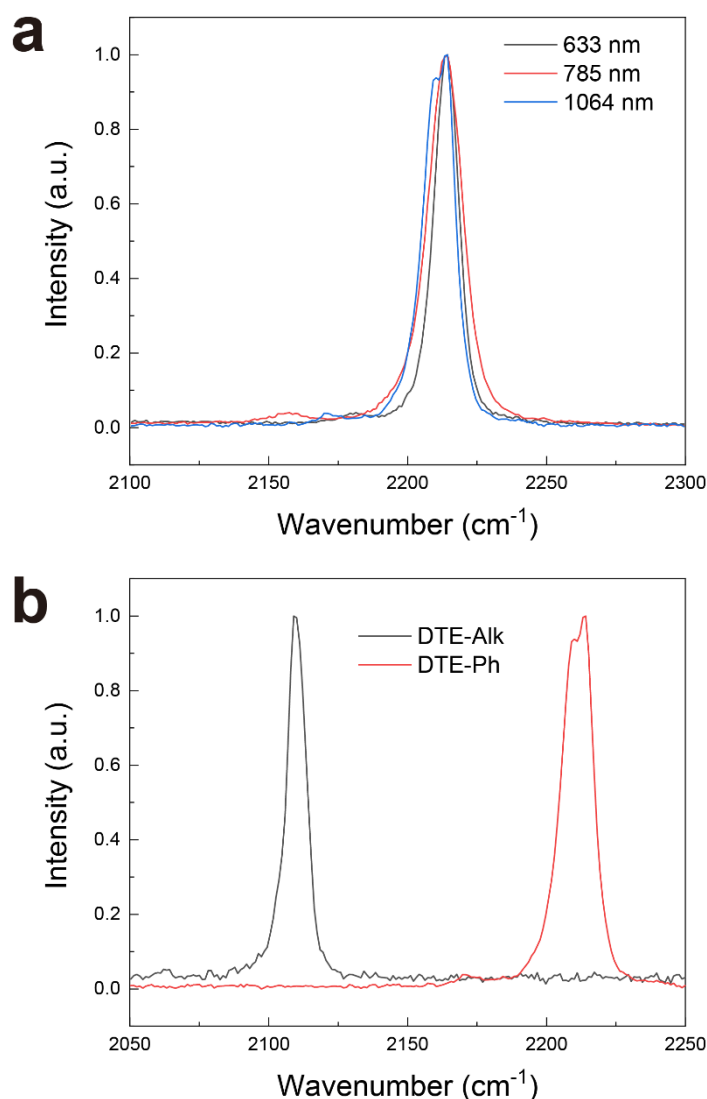 a
633 nm
785 nm
1064 nm
1.0
0.8
0.6
0.4
0.2
0.0
Intensity (a.u.)
2100 2150 2200 2250 2300
Wavenumber (cm⁻¹)
b
DTE-Alk
DTE-Ph
1.0
0.8
0.6
0.4
0.2
0.0
Intensity (a.u.)
2050 2100 2150 2200 2250
Wavenumber (cm⁻¹)